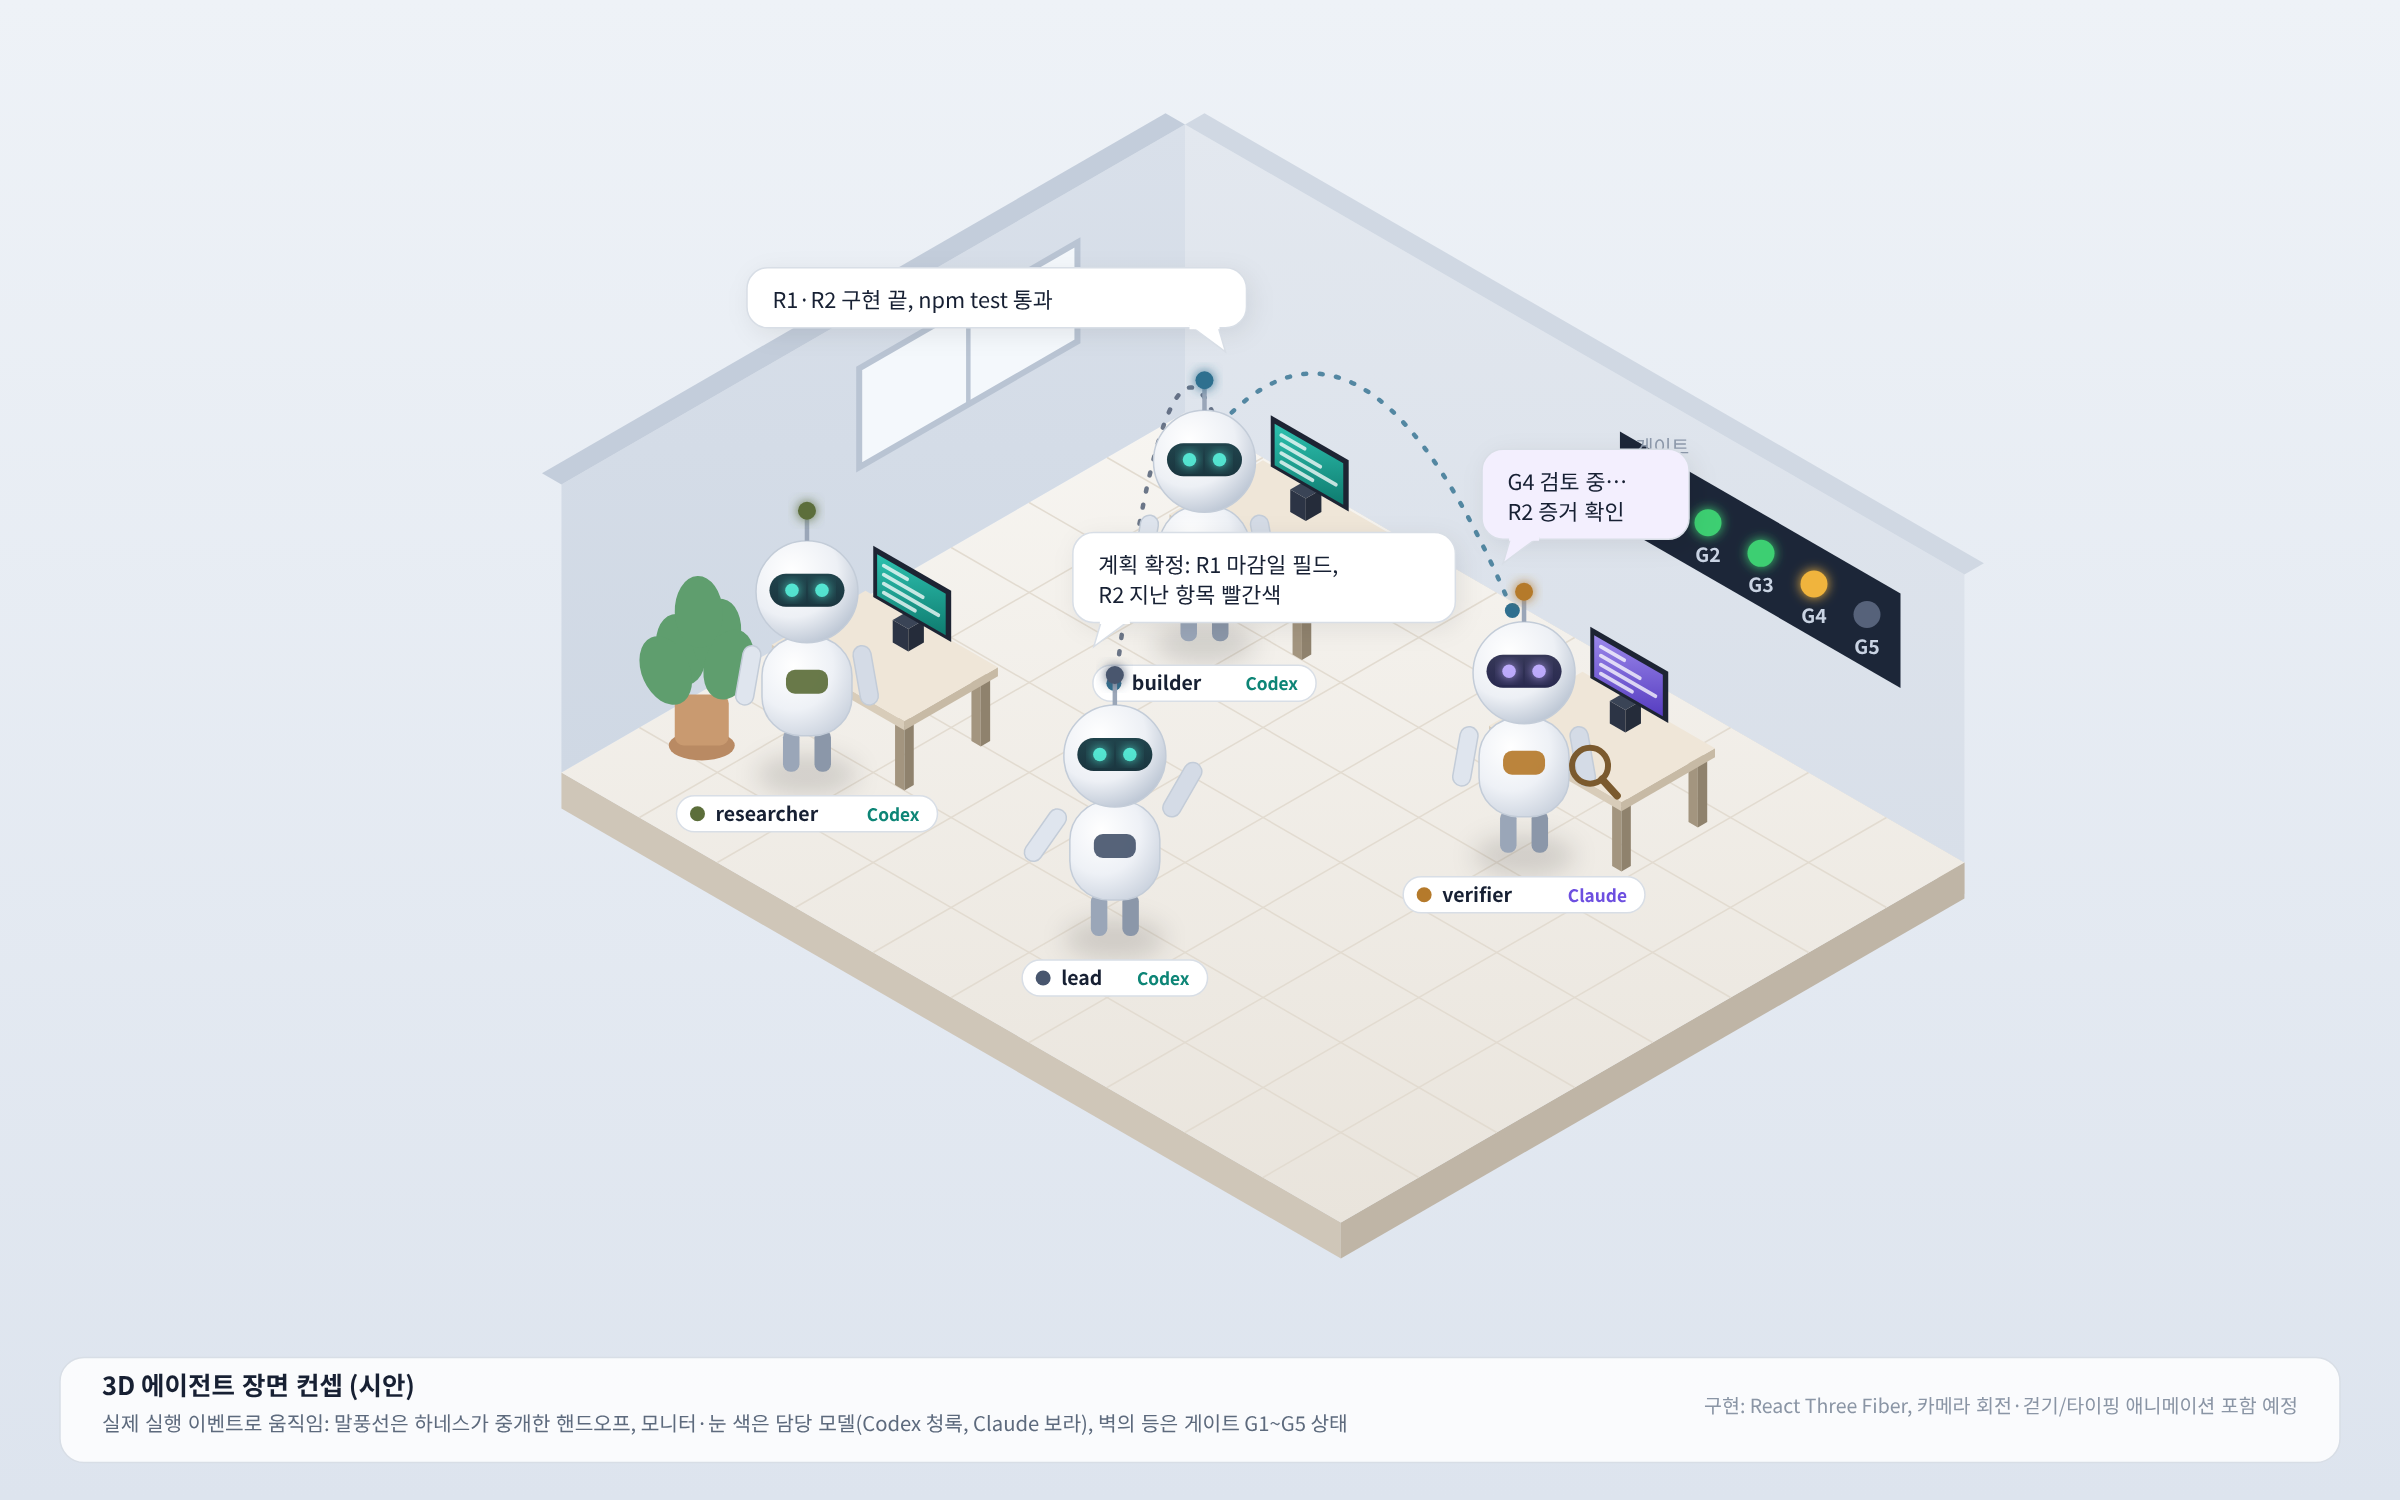 R1·R2 구현 끝, npm test 통과
G4 검토 중…
R2 증거 확인
G2
G3
G4
G5
계획 확정: R1 마감일 필드,
R2 지난 항목 빨간색
builder Codex
researcher Codex
verifier Claude
lead Codex
3D 에이전트 장면 컨셉 (시안)
실제 실행 이벤트로 움직임: 말풍선은 하네스가 중개한 핸드오프, 모니터·눈 색은 담당 모델(Codex 청록, Claude 보라), 벽의 등은 게이트 G1~G5 상태
구현: React Three Fiber, 카메라 회전·걷기/타이핑 애니메이션 포함 예정